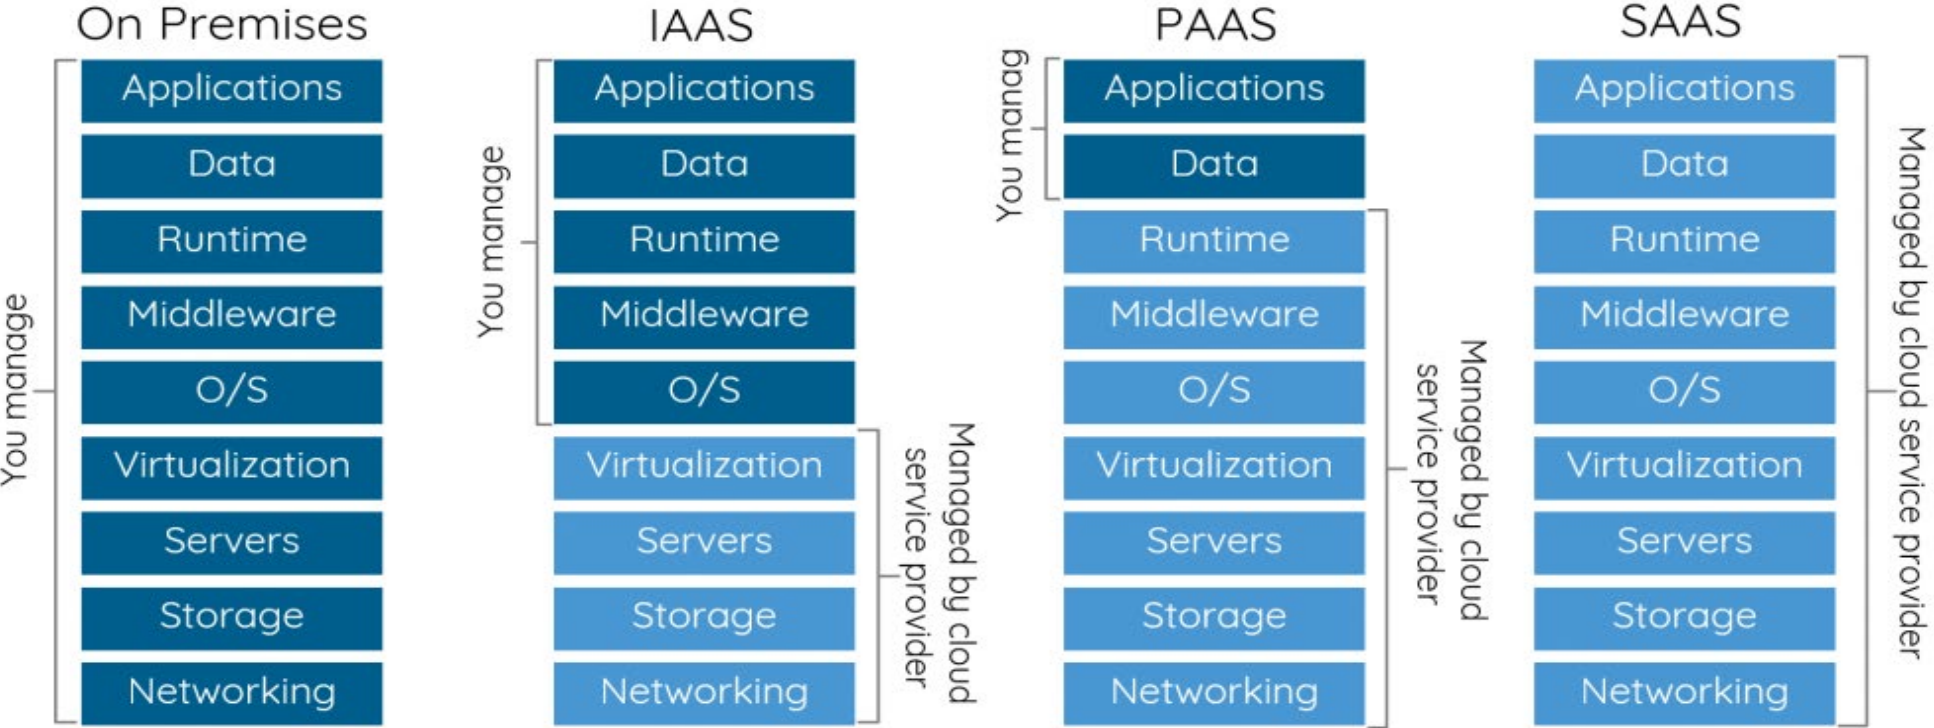 On Premises
You manage
Applications
Data
Runtime
Middleware
O/S
Virtualization
Servers
Storage
Networking
IAAS
You manage
Applications
Data
Runtime
Middleware
O/S
Virtualization
Servers
Storage
Networking
Managed by cloud
service provider
PAAS
You manag
Applications
Data
Runtime
Middleware
O/S
Virtualization
Servers
Storage
Networking
Managed by cloud
service provider
SAAS
Applications
Data
Runtime
Middleware
O/S
Virtualization
Servers
Storage
Networking
Managed by cloud service provider